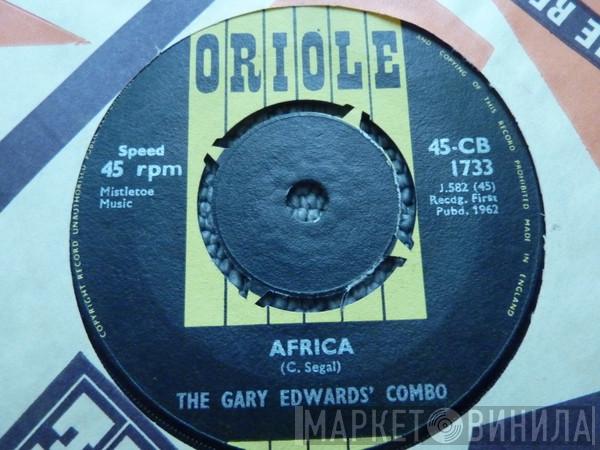 ORIOLE
Speed
45 rpm
Mistletoe
Music
45-CB
1733
J.582 (45)
Recdg. First
Pubd. 1962
AFRICA
(C. Segal)
THE GARY EDWARDS' COMBO
COPYRIGHT RECORD UNAUTHORISED
AND COPYING OF THIS RECORD PROHIBITED MADE IN ENGLAND
МАРКЕТ ВИНИЛА